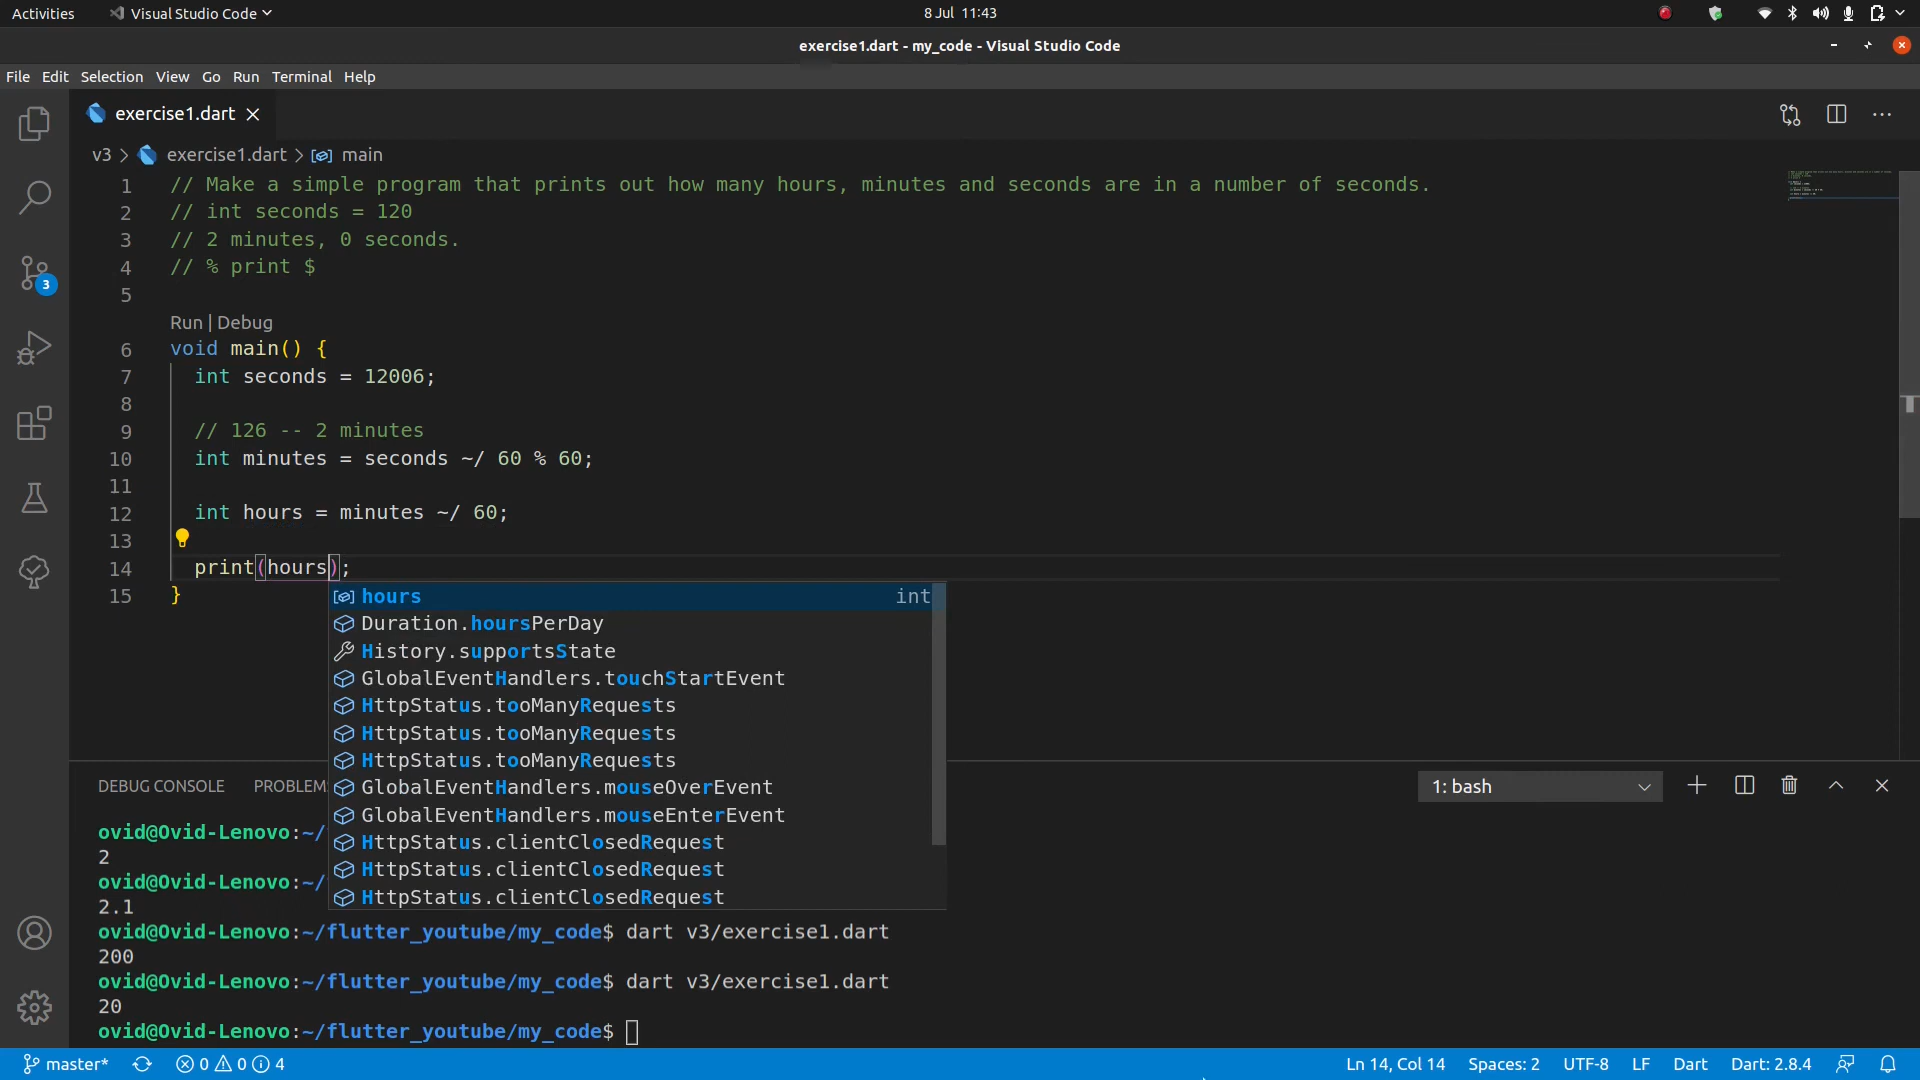 Activities Visual Studio Code 8 Jul 11:43
exercise1.dart - my_code - Visual Studio Code
File Edit Selection View Go Run Terminal Help
exercise1.dart
v3 > exercise1.dart > main
1 // Make a simple program that prints out how many hours, minutes and seconds are in a number of seconds.
2 // int seconds = 120
3 // 2 minutes, 0 seconds.
4 // % print $
5
Run | Debug
6 void main() {
7 int seconds = 12006;
8
9 // 126 -- 2 minutes
10 int minutes = seconds ~/ 60 % 60;
11
12 int hours = minutes ~/ 60;
13
14 print(hours);
15 }
hours int
Duration.hoursPerDay
History.supportsState
GlobalEventHandlers.touchStartEvent
HttpStatus.tooManyRequests
HttpStatus.tooManyRequests
HttpStatus.tooManyRequests
GlobalEventHandlers.mouseOverEvent
GlobalEventHandlers.mouseEnterEvent
HttpStatus.clientClosedRequest
HttpStatus.clientClosedRequest
HttpStatus.clientClosedRequest
3
DEBUG CONSOLE 1: bash
ovid@Ovid-Lenovo:~/
2
ovid@Ovid-Lenovo:~/
2.1
ovid@Ovid-Lenovo:~/flutter_youtube/my_code$ dart v3/exercise1.dart
200
ovid@Ovid-Lenovo:~/flutter_youtube/my_code$ dart v3/exercise1.dart
20
ovid@Ovid-Lenovo:~/flutter_youtube/my_code$
master* 0 0 4 Ln 14, Col 14 Spaces: 2 UTF-8 LF Dart Dart: 2.8.4